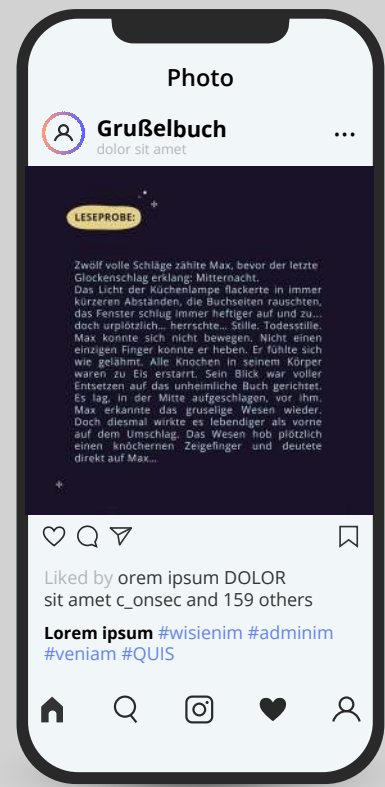 Photo
Grußelbuch
dolor sit amet
...
LESEPROBE:
Zwölf volle Schläge zählte Max, bevor der letzte
Glockenschlag erklang: Mitternacht.
Das Licht der Küchenlampe flackerte in immer
kürzeren Abständen, die Buchseiten rauschten,
das Fenster schlug immer heftiger auf und zu...
doch urplötzlich... herrschte... Stille. Todesstille.
Max konnte sich nicht bewegen. Nicht einen
einzigen Finger konnte er heben. Er fühlte sich
wie gelähmt. Alle Knochen in seinem Körper
waren zu Eis erstarrt. Sein Blick war voller
Entsetzen auf das unheimliche Buch gerichtet.
Es lag, in der Mitte aufgeschlagen, vor ihm.
Max erkannte das gruselige Wesen wieder.
Doch diesmal wirkte es lebendiger als vorne
auf dem Umschlag. Das Wesen hob plötzlich
einen knöchernen Zeigefinger und deutete
direkt auf Max...
Liked by orem ipsum DOLOR
sit amet c_onsec and 159 others
Lorem ipsum #wisienim #adminim
#veniam #QUIS